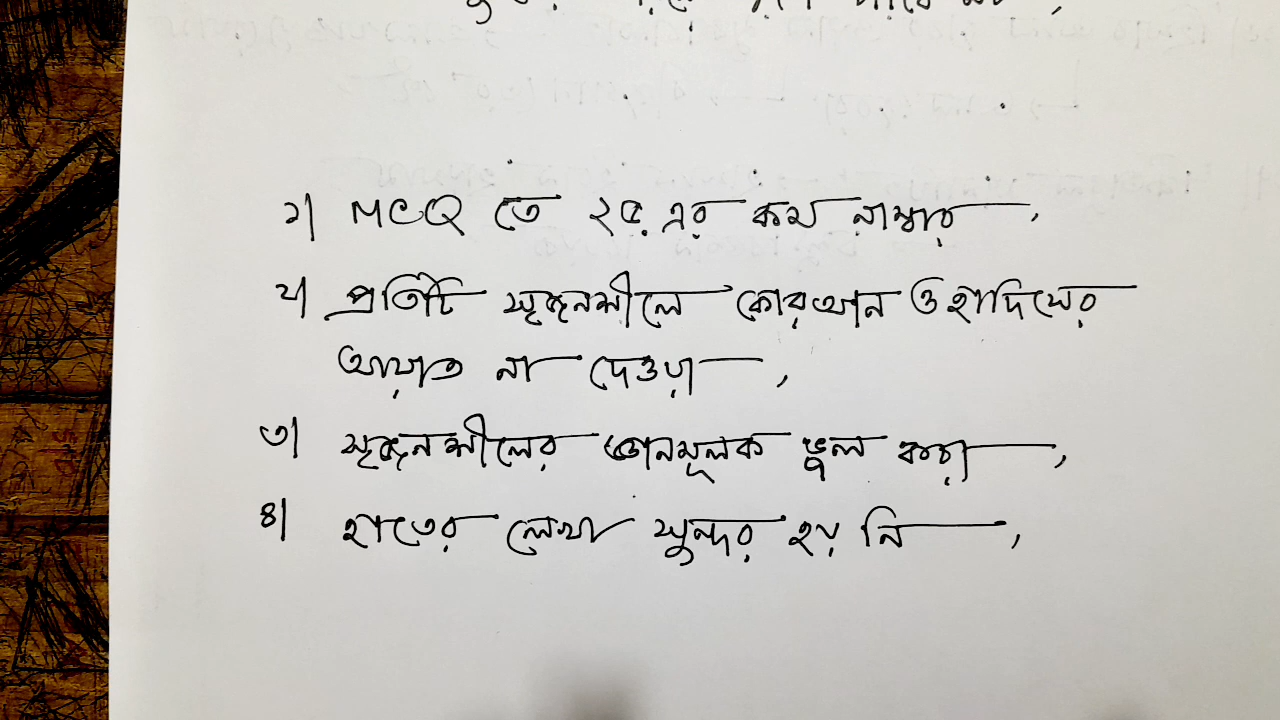 ১। MCQ তে ২৫ এর কম নাম্বার,
২। প্রতিটি সৃজনশীলে কোরআন ও হাদিসের
আয়াত না দেওয়া,
৩। সৃজনশীলের জ্ঞানমূলক ভুল করা,
৪। হাতের লেখা সুন্দর হয় নি,